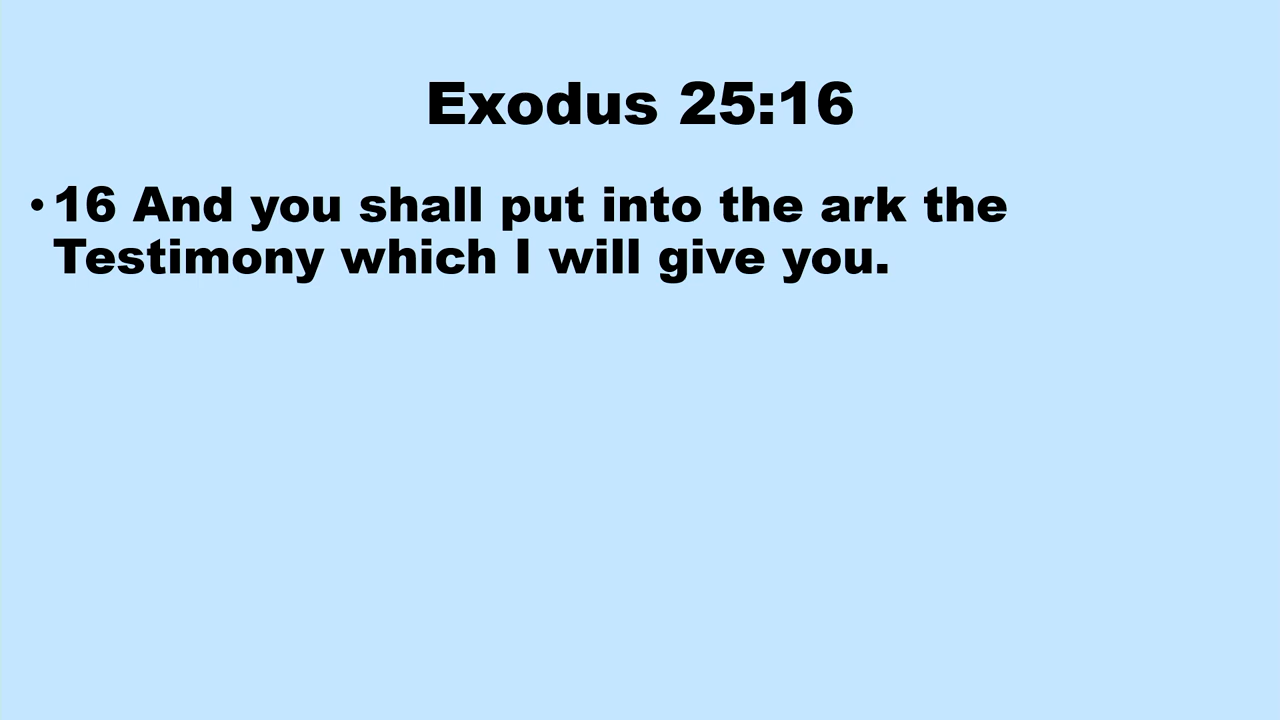 Exodus 25:16
• 16 And you shall put into the ark the
Testimony which I will give you.